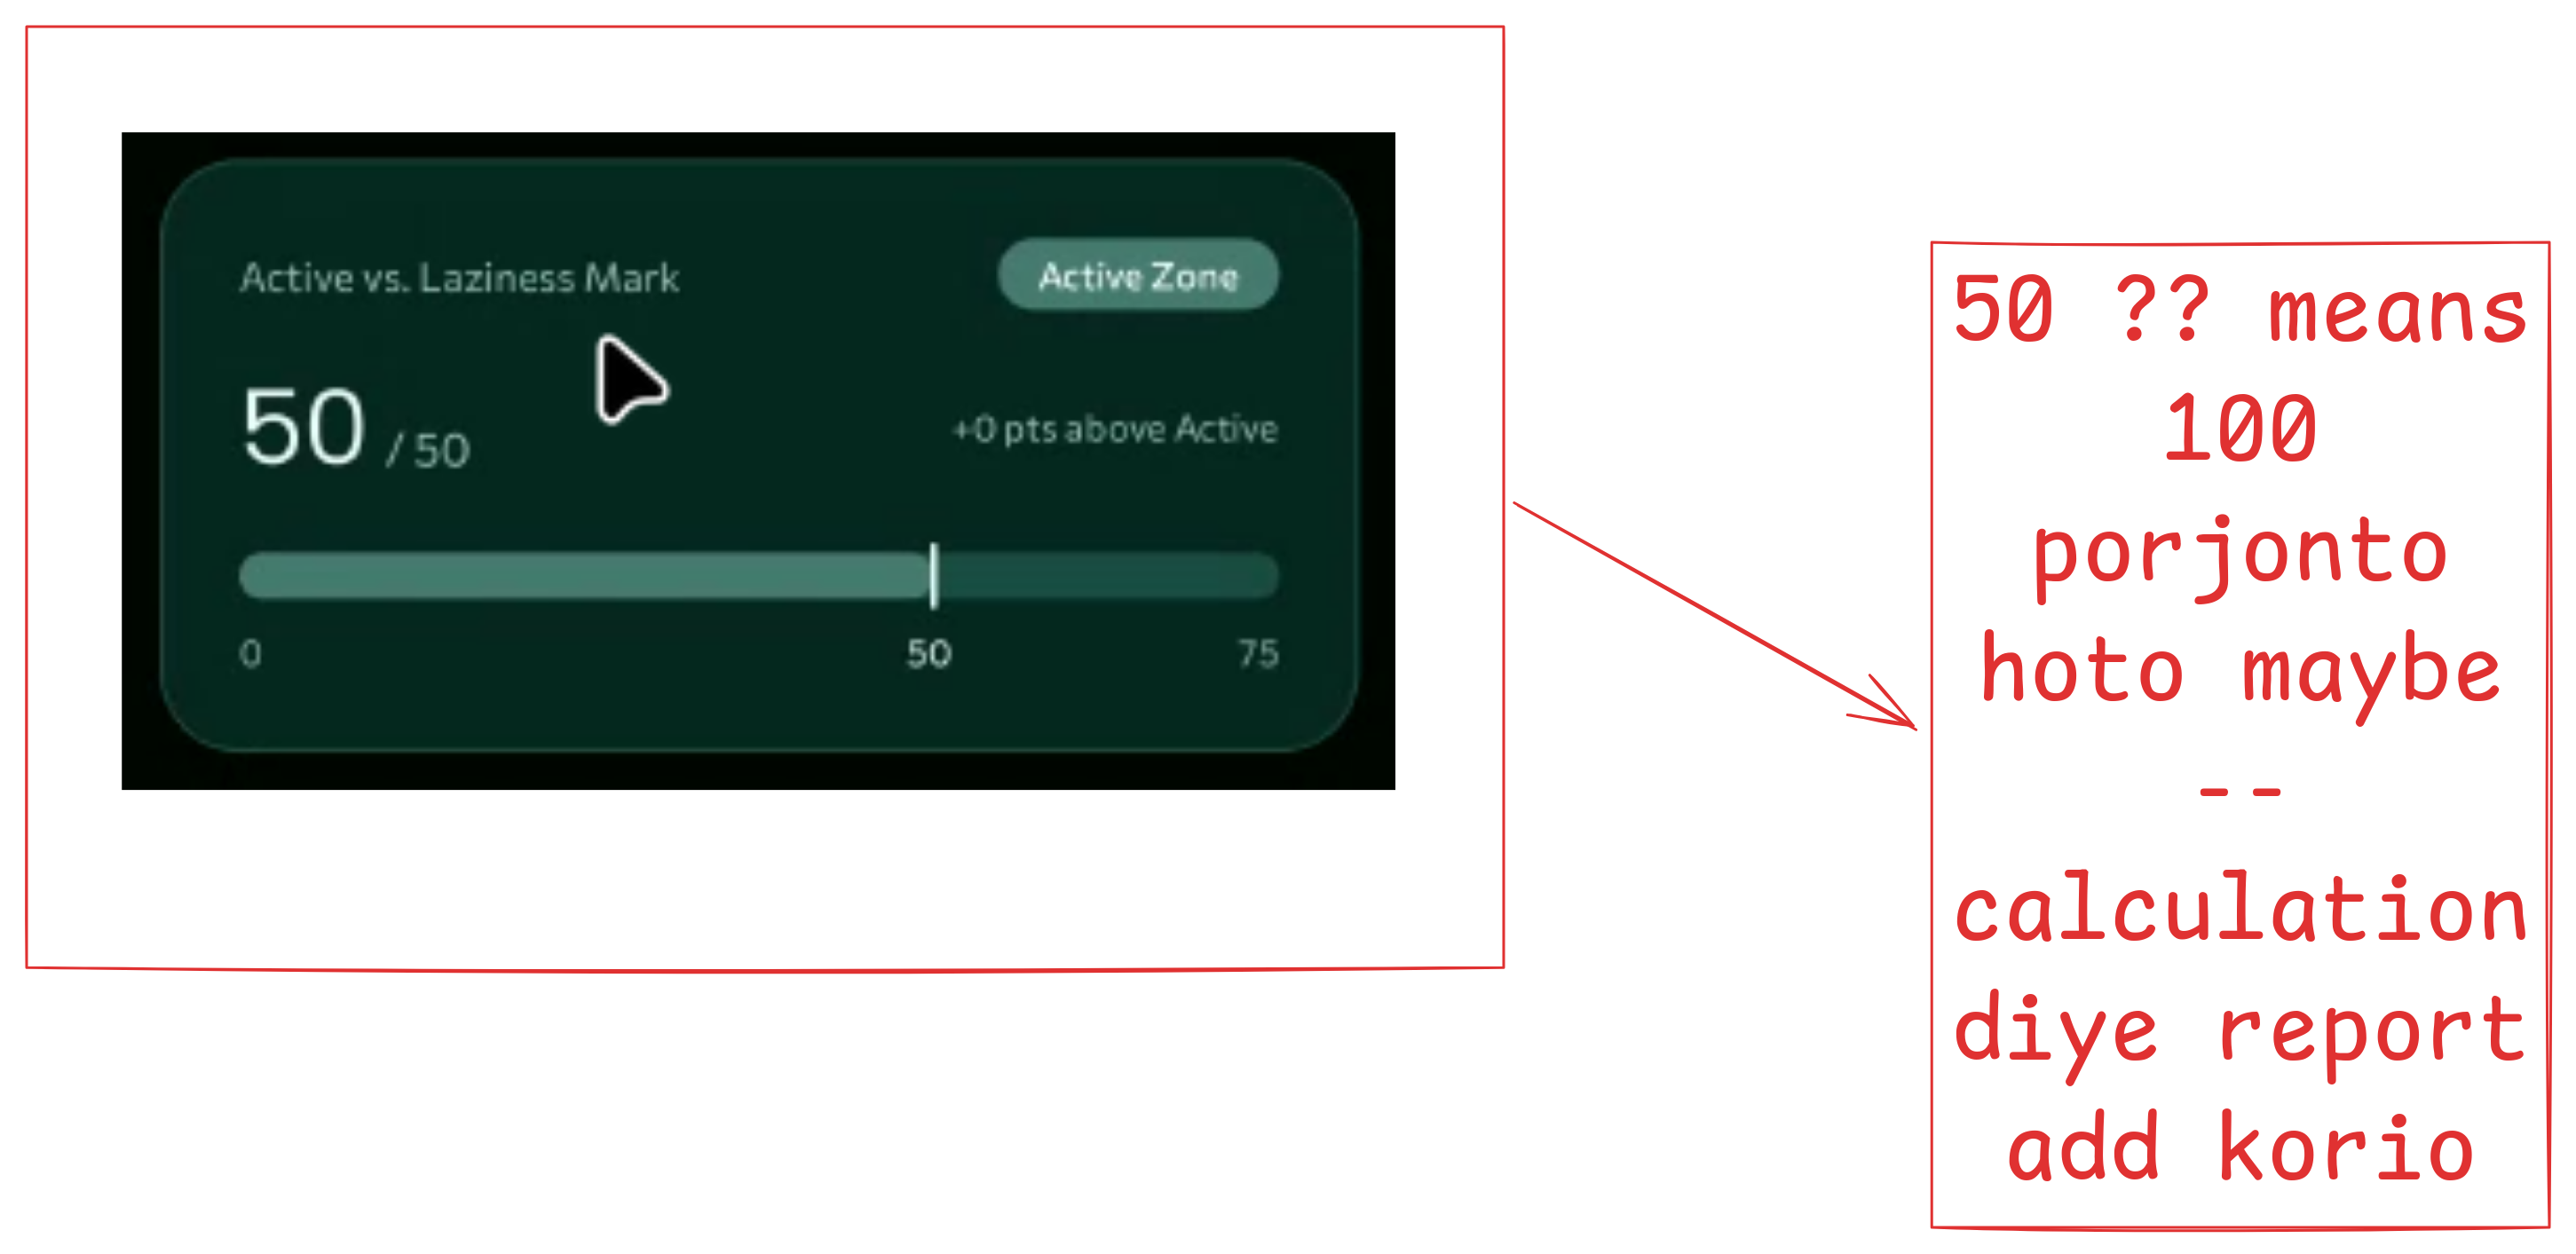 Active vs. Laziness Mark
Active Zone
50 / 50
+0 pts above Active
0 50 75
50 ?? means
100
porjonto
hoto maybe
--
calculation
diye report
add korio